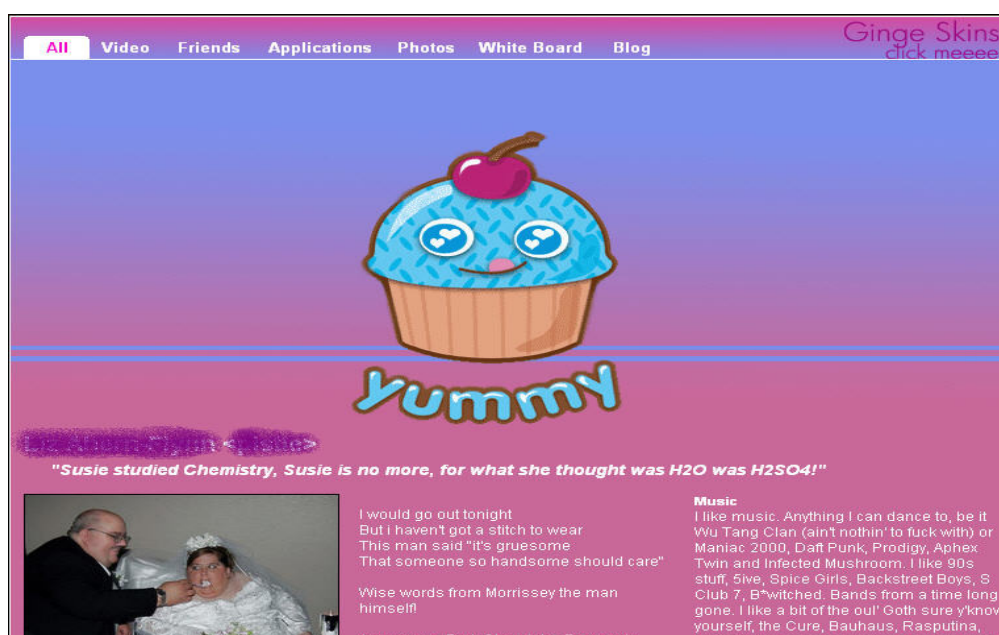 All Video Friends Applications Photos White Board Blog
Ginge Skins
click meeee
yummy
"Susie studied Chemistry, Susie is no more, for what she thought was H2O was H2SO4!"
I would go out tonight
But i haven't got a stitch to wear
This man said "it's gruesome
That someone so handsome should care"
Wise words from Morrissey the man
himself!
Music
I like music. Anything I can dance to, be it
Wu Tang Clan (ain't nothin' to fuck with) or
Maniac 2000, Daft Punk, Prodigy, Aphex
Twin and Infected Mushroom. I like 90s
stuff, 5ive, Spice Girls, Backstreet Boys, S
Club 7, B*witched. Bands from a time long
gone. I like a bit of the oul' Goth sure y'know
yourself, the Cure, Bauhaus, Rasputina,